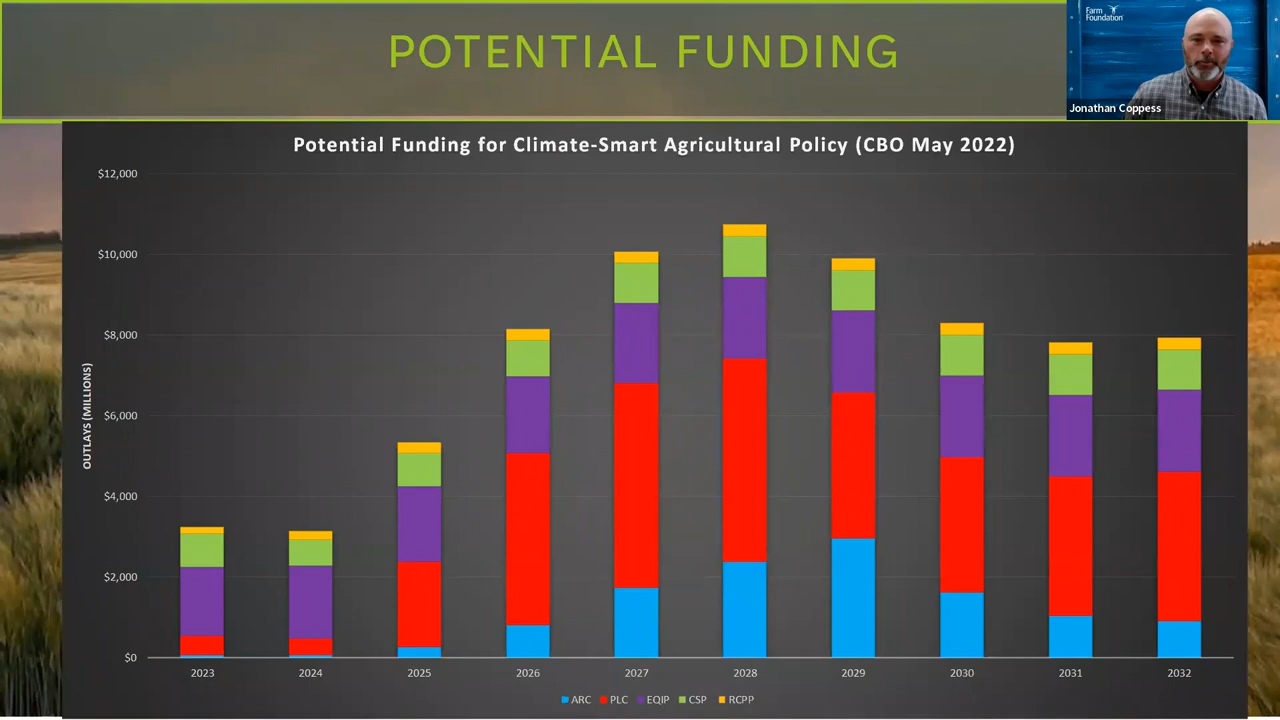 POTENTIAL FUNDING
Farm
Foundation
Jonathan Coppess
Potential Funding for Climate-Smart Agricultural Policy (CBO May 2022)
OUTLAYS (MILLIONS)
$12,000
$10,000
$8,000
$6,000
$4,000
$2,000
$0
2023 2024 2025 2026 2027 2028 2029 2030 2031 2032
ARC PLC EQIP CSP RCPP